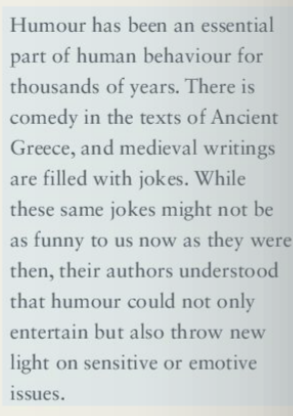 Humour has been an essential
part of human behaviour for
thousands of years. There is
comedy in the texts of Ancient
Greece, and medieval writings
are filled with jokes. While
these same jokes might not be
as funny to us now as they were
then, their authors understood
that humour could not only
entertain but also throw new
light on sensitive or emotive
issues.